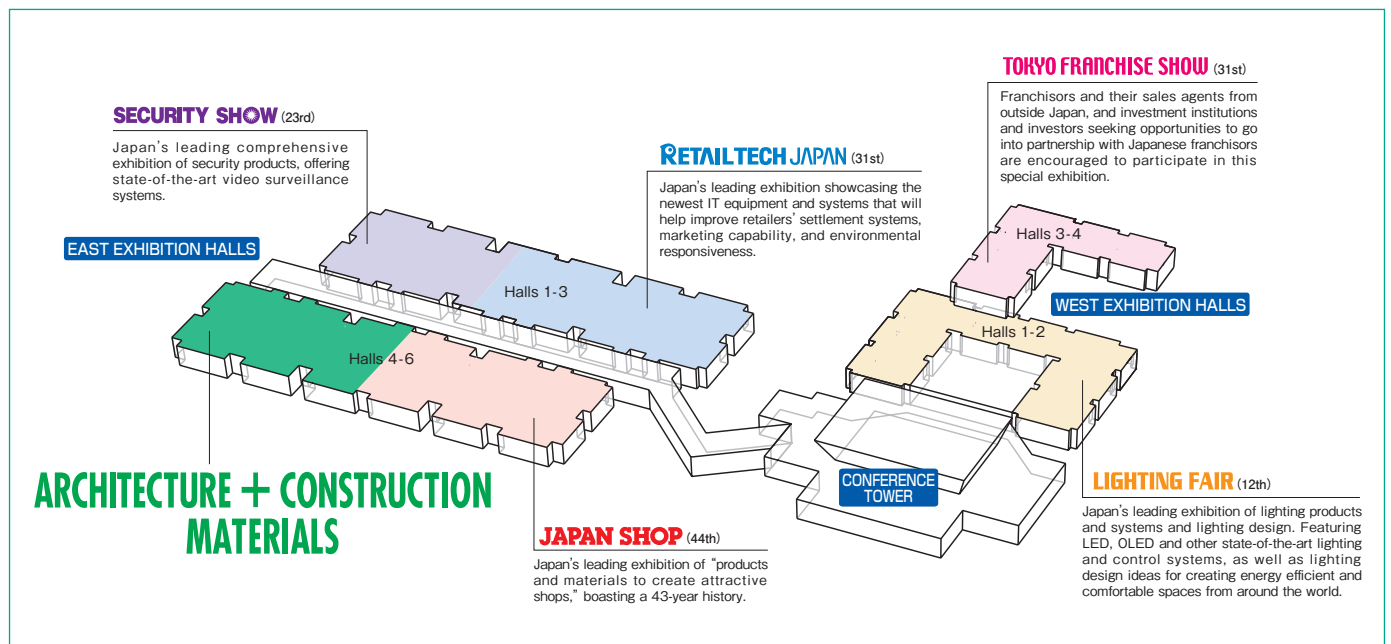 TOKYO FRANCHISE SHOW (31st)
Franchisors and their sales agents from
outside Japan, and investment institutions
and investors seeking opportunities to go
into partnership with Japanese franchisors
are encouraged to participate in this
special exhibition.
SECURITY SHOW (23rd)
Japan's leading comprehensive
exhibition of security products, offering
state-of-the-art video surveillance
systems.
RETAILTECH JAPAN (31st)
Japan's leading exhibition showcasing the
newest IT equipment and systems that will
help improve retailers' settlement systems,
marketing capability, and environmental
responsiveness.
EAST EXHIBITION HALLS
Halls 3-4
Halls 1-3
WEST EXHIBITION HALLS
Halls 1-2
Halls 4-6
ARCHITECTURE + CONSTRUCTION
MATERIALS
CONFERENCE
TOWER
JAPAN SHOP (44th)
Japan's leading exhibition of "products
and materials to create attractive
shops," boasting a 43-year history.
LIGHTING FAIR (12th)
Japan's leading exhibition of lighting products
and systems and lighting design. Featuring
LED, OLED and other state-of-the-art lighting
and control systems, as well as lighting
design ideas for creating energy efficient and
comfortable spaces from around the world.